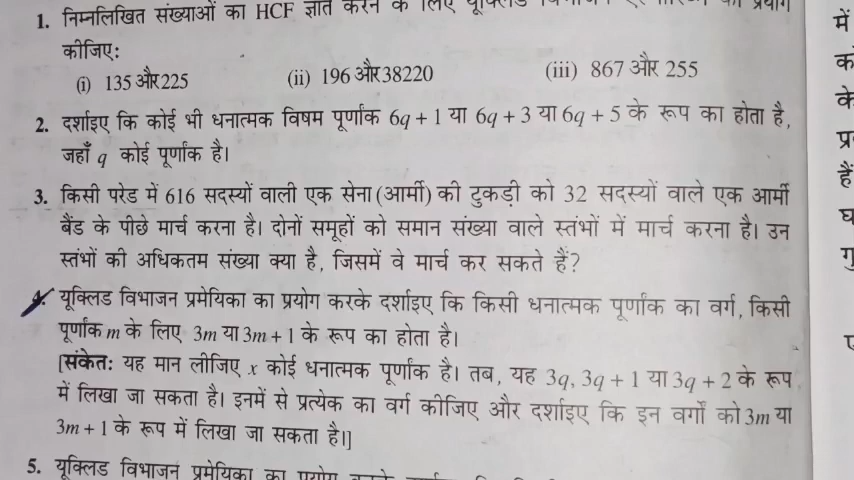 1. निम्नलिखित संख्याओं का HCF ज्ञात करने के लिए यूक्लिड का प्रयोग
कीजिए:
(i) 135 और 225 (ii) 196 और 38220 (iii) 867 और 255
2. दर्शाइए कि कोई भी धनात्मक विषम पूर्णांक 6q + 1 या 6q + 3 या 6q + 5 के रूप का होता है,
जहाँ q कोई पूर्णांक है।
3. किसी परेड में 616 सदस्यों वाली एक सेना (आर्मी) की टुकड़ी को 32 सदस्यों वाले एक आर्मी
बैंड के पीछे मार्च करना है। दोनों समूहों को समान संख्या वाले स्तंभों में मार्च करना है। उन
स्तंभों की अधिकतम संख्या क्या है, जिसमें वे मार्च कर सकते हैं?
4. यूक्लिड विभाजन प्रमेयिका का प्रयोग करके दर्शाइए कि किसी धनात्मक पूर्णांक का वर्ग, किसी
पूर्णांक m के लिए 3m या 3m + 1 के रूप का होता है।
[संकेत: यह मान लीजिए x कोई धनात्मक पूर्णांक है। तब, यह 3q, 3q + 1 या 3q + 2 के रूप
में लिखा जा सकता है। इनमें से प्रत्येक का वर्ग कीजिए और दर्शाइए कि इन वर्गों को 3m या
3m + 1 के रूप में लिखा जा सकता है।]
5. यूक्लिड विभाजन प्रमेयिका का प्रयोग
में
के
प्र
हैं
घ
गु